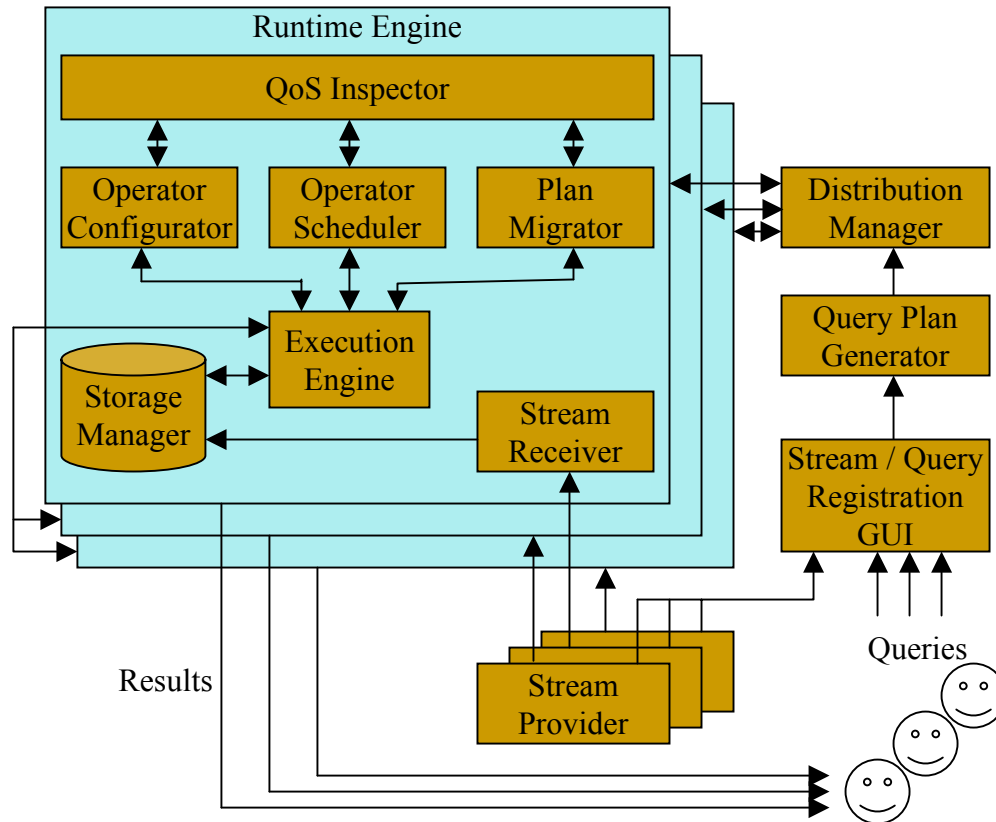 Runtime Engine
QoS Inspector
Operator
Configurator
Operator
Scheduler
Plan
Migrator
Distribution
Manager
Execution
Engine
Query Plan
Generator
Storage
Manager
Stream
Receiver
Stream / Query
Registration
GUI
Queries
Results
Stream
Provider